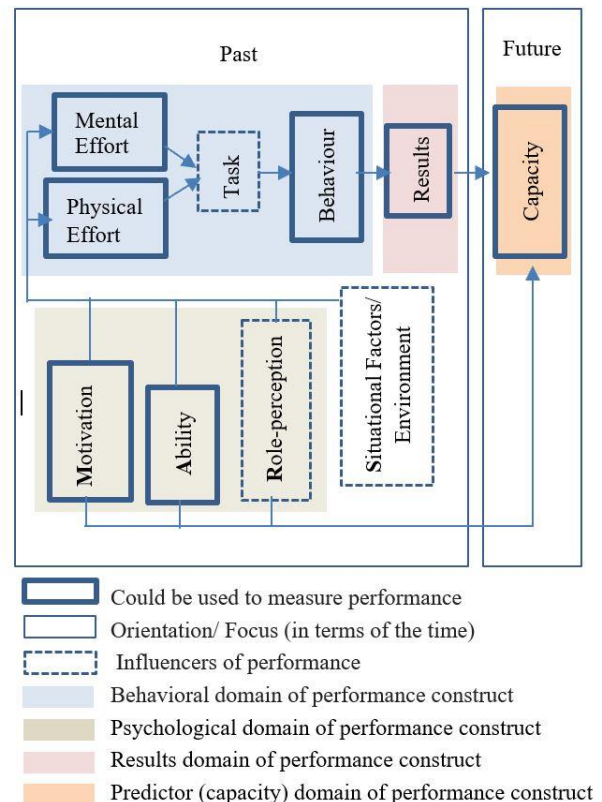 Past
Future
Mental
Effort
Physical
Effort
Task
Behaviour
Results
Capacity
Motivation
Ability
Role-perception
Situational Factors/
Environment
Could be used to measure performance
Orientation/ Focus (in terms of the time)
Influencers of performance
Behavioral domain of performance construct
Psychological domain of performance construct
Results domain of performance construct
Predictor (capacity) domain of performance construct